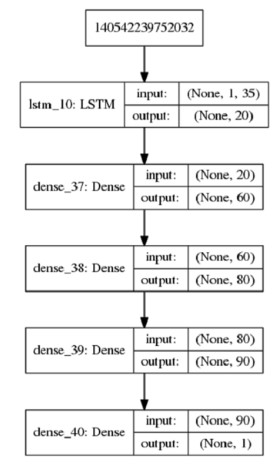 140542239752032
lstm_10: LSTM
input: (None, 1, 35)
output: (None, 20)
dense_37: Dense
input: (None, 20)
output: (None, 60)
dense_38: Dense
input: (None, 60)
output: (None, 80)
dense_39: Dense
input: (None, 80)
output: (None, 90)
dense_40: Dense
input: (None, 90)
output: (None, 1)